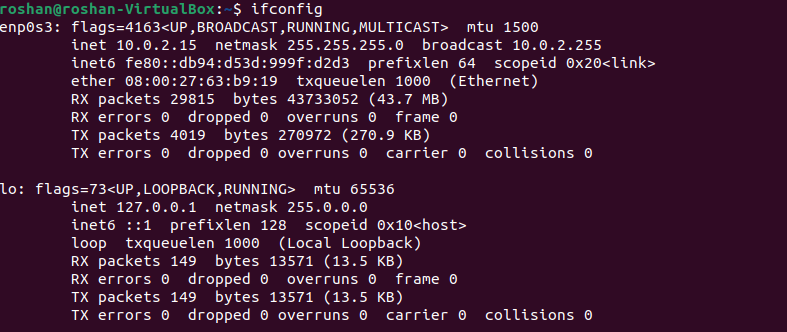 roshan@roshan-VirtualBox:~$ ifconfig
enp0s3: flags=4163<UP,BROADCAST,RUNNING,MULTICAST>  mtu 1500
        inet 10.0.2.15  netmask 255.255.255.0  broadcast 10.0.2.255
        inet6 fe80::db94:d53d:999f:d2d3  prefixlen 64  scopeid 0x20<link>
        ether 08:00:27:63:b9:19  txqueuelen 1000  (Ethernet)
        RX packets 29815  bytes 43733052 (43.7 MB)
        RX errors 0  dropped 0  overruns 0  frame 0
        TX packets 4019  bytes 270972 (270.9 KB)
        TX errors 0  dropped 0 overruns 0  carrier 0  collisions 0

lo: flags=73<UP,LOOPBACK,RUNNING>  mtu 65536
        inet 127.0.0.1  netmask 255.0.0.0
        inet6 ::1  prefixlen 128  scopeid 0x10<host>
        loop  txqueuelen 1000  (Local Loopback)
        RX packets 149  bytes 13571 (13.5 KB)
        RX errors 0  dropped 0  overruns 0  frame 0
        TX packets 149  bytes 13571 (13.5 KB)
        TX errors 0  dropped 0 overruns 0  carrier 0  collisions 0